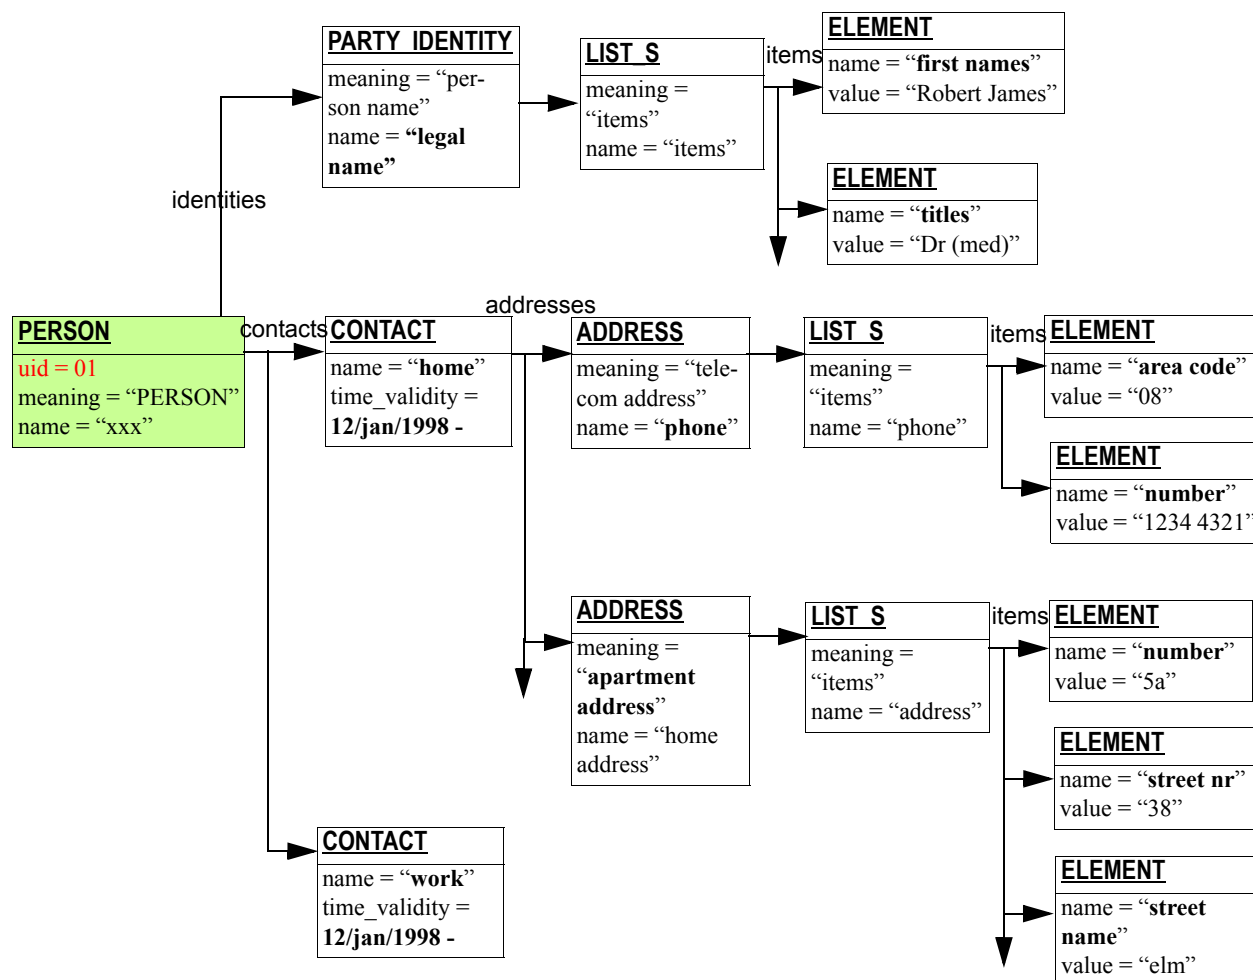 PARTY_IDENTITY
meaning = “per-
son name”
name = “legal
name”
LIST_S
meaning =
“items”
name = “items”
items
ELEMENT
name = “first names”
value = “Robert James”
ELEMENT
name = “titles”
value = “Dr (med)”
identities
PERSON
uid = 01
meaning = “PERSON”
name = “xxx”
contacts
CONTACT
name = “home”
time_validity =
12/jan/1998 -
addresses
ADDRESS
meaning = “tele-
com address”
name = “phone”
LIST_S
meaning =
“items”
name = “phone”
items
ELEMENT
name = “area code”
value = “08”
ELEMENT
name = “number”
value = “1234 4321”
ADDRESS
meaning =
“apartment
address”
name = “home
address”
LIST_S
meaning =
“items”
name = “address”
items
ELEMENT
name = “number”
value = “5a”
ELEMENT
name = “street nr”
value = “38”
ELEMENT
name = “street
name”
value = “elm”
CONTACT
name = “work”
time_validity =
12/jan/1998 -